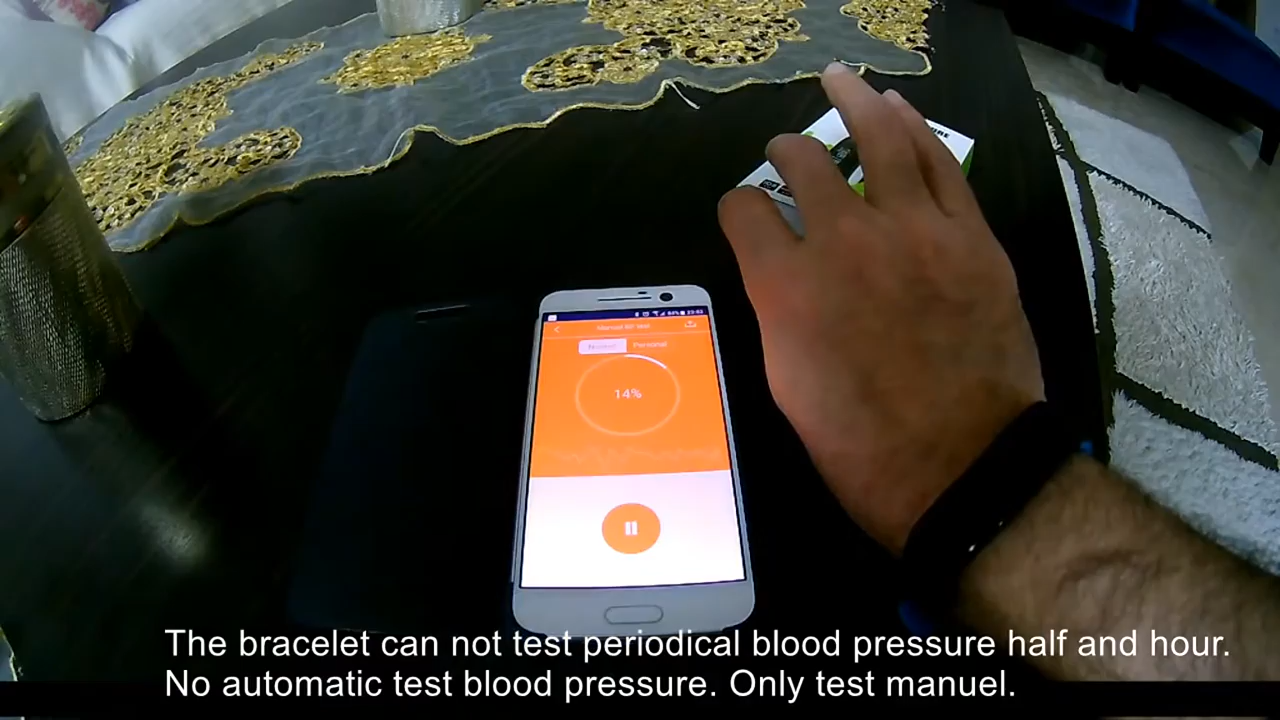 Personal
14%
The bracelet can not test periodical blood pressure half and hour.
No automatic test blood pressure. Only test manuel.